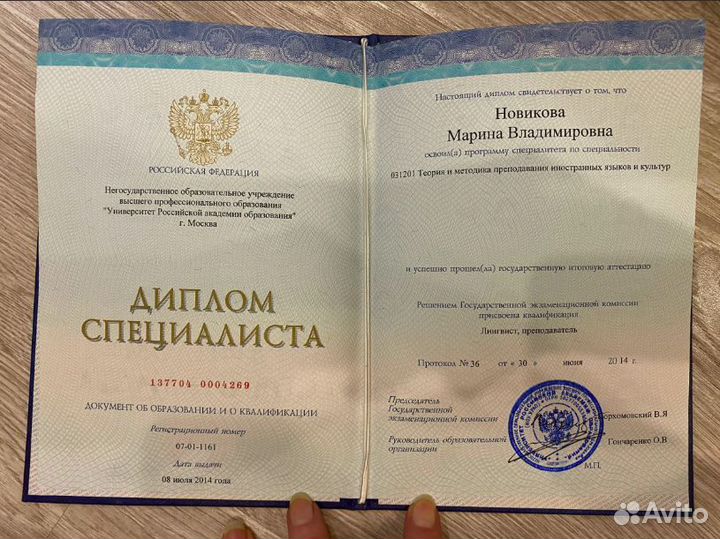 РОССИЙСКАЯ ФЕДЕРАЦИЯ
Негосударственное образовательное учреждение
высшего профессионального образования
"Университет Российской академии образования"
г. Москва
ДИПЛОМ
СПЕЦИАЛИСТА
137704 0004269
ДОКУМЕНТ ОБ ОБРАЗОВАНИИ И О КВАЛИФИКАЦИИ
Регистрационный номер
07-01-1161
Дата выдачи
08 июля 2014 года
Настоящий диплом свидетельствует о том, что
Новикова
Марина Владимировна
освоил(а) программу специалитета по специальности
031201 Теория и методика преподавания иностранных языков и культур
и успешно прошел(ла) государственную итоговую аттестацию
Решением Государственной экзаменационной комиссии
присвоена квалификация
Лингвист, преподаватель
Протокол № 36 от « 30 » июня 2014 г.
Председатель
Государственной
экзаменационной комиссии В.Я
Руководитель образовательной
организации Гончаренко О.В
М.П.
Avito